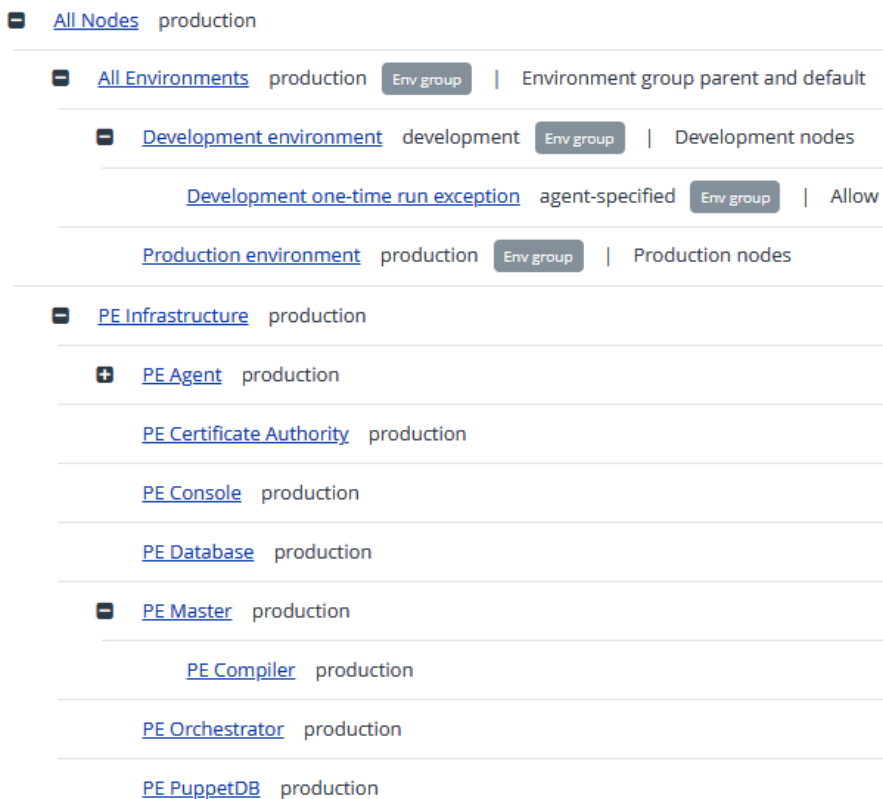 All Nodes production
All Environments production Env group | Environment group parent and default
Development environment development Env group | Development nodes
Development one-time run exception agent-specified Env group | Allow
Production environment production Env group | Production nodes
PE Infrastructure production
PE Agent production
PE Certificate Authority production
PE Console production
PE Database production
PE Master production
PE Compiler production
PE Orchestrator production
PE PuppetDB production